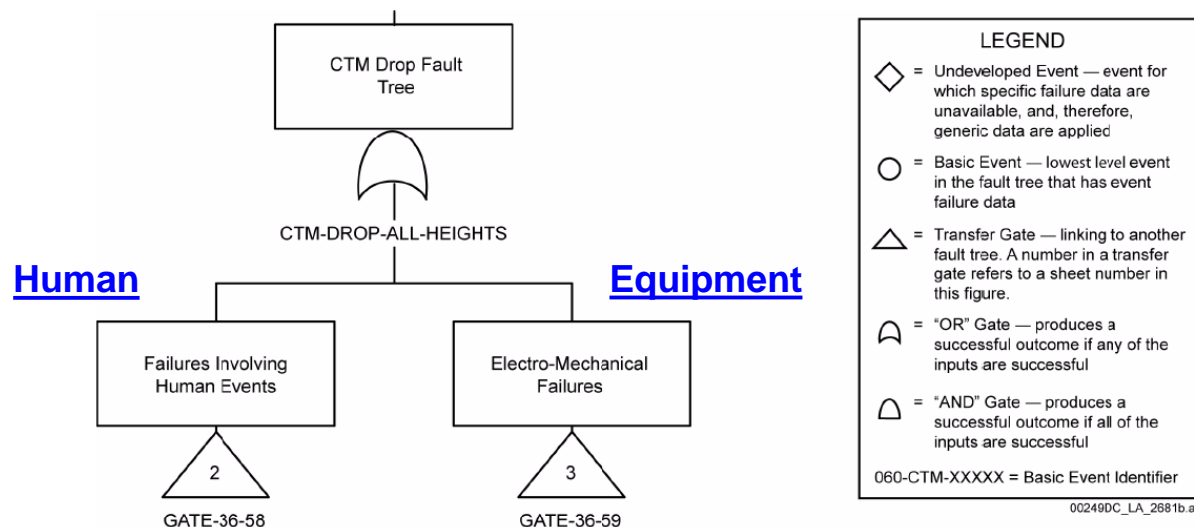 CTM Drop Fault
Tree
CTM-DROP-ALL-HEIGHTS
Human
Equipment
Failures Involving
Human Events
Electro-Mechanical
Failures
2
3
GATE-36-58
GATE-36-59
LEGEND
= Undeveloped Event — event for
which specific failure data are
unavailable, and, therefore,
generic data are applied
= Basic Event — lowest level event
in the fault tree that has event
failure data
= Transfer Gate — linking to another
fault tree. A number in a transfer
gate refers to a sheet number in
this figure.
= "OR" Gate — produces a
successful outcome if any of the
inputs are successful
= "AND" Gate — produces a
successful outcome if all of the
inputs are successful
060-CTM-XXXXX = Basic Event Identifier
00249DC_LA_2681b.a